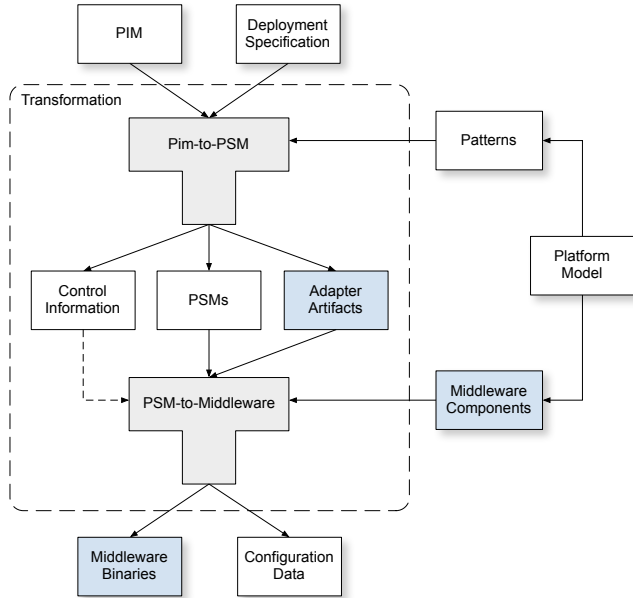 PIM
Deployment
Specification
Transformation
Pim-to-PSM
Patterns
Platform
Model
Control
Information
PSMs
Adapter
Artifacts
PSM-to-Middleware
Middleware
Components
Middleware
Binaries
Configuration
Data